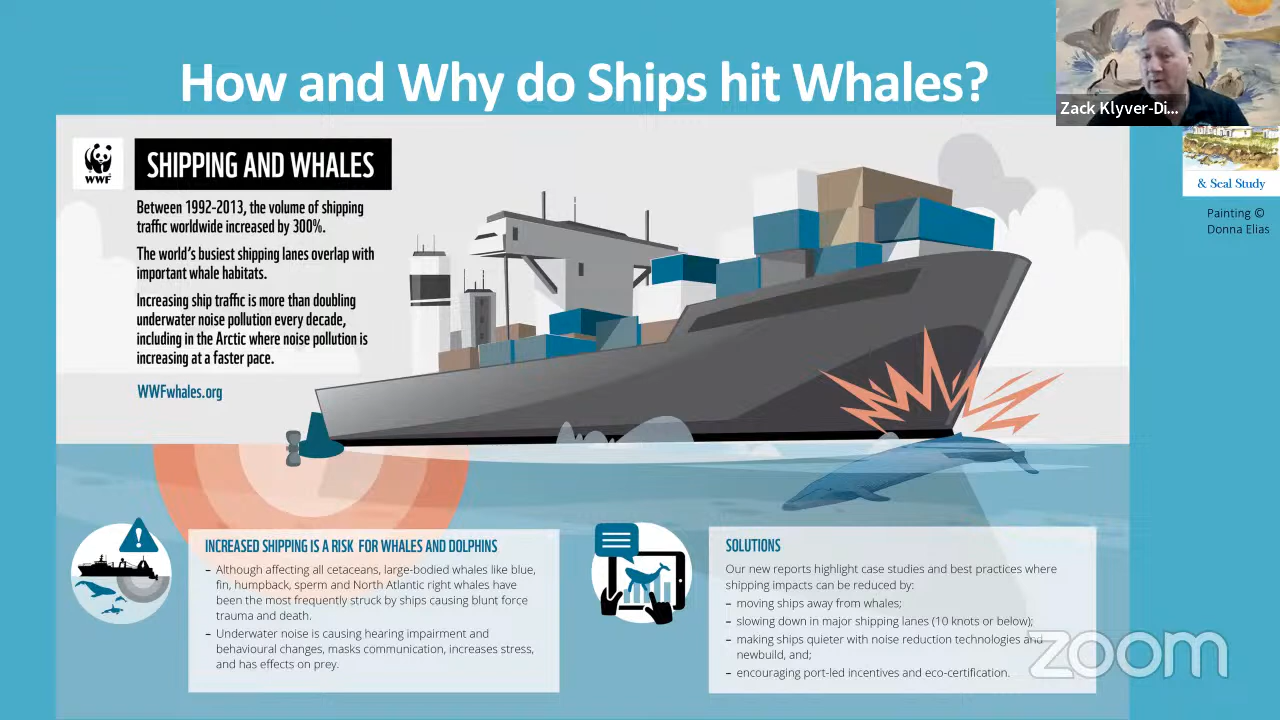 How and Why do Ships hit Whales?
Zack Klyver-Di...
& Seal Study
Painting ©
Donna Elias
WWF
SHIPPING AND WHALES
Between 1992-2013, the volume of shipping
traffic worldwide increased by 300%.
The world's busiest shipping lanes overlap with
important whale habitats.
Increasing ship traffic is more than doubling
underwater noise pollution every decade,
including in the Arctic where noise pollution is
increasing at a faster pace.
WWFwhales.org
INCREASED SHIPPING IS A RISK FOR WHALES AND DOLPHINS
– Although affecting all cetaceans, large-bodied whales like blue,
fin, humpback, sperm and North Atlantic right whales have
been the most frequently struck by ships causing blunt force
trauma and death.
– Underwater noise is causing hearing impairment and
behavioural changes, masks communication, increases stress,
and has effects on prey.
SOLUTIONS
Our new reports highlight case studies and best practices where
shipping impacts can be reduced by:
– moving ships away from whales;
– slowing down in major shipping lanes (10 knots or below);
– making ships quieter with noise reduction technologies and
newbuild, and;
– encouraging port-led incentives and eco-certification.
zoom